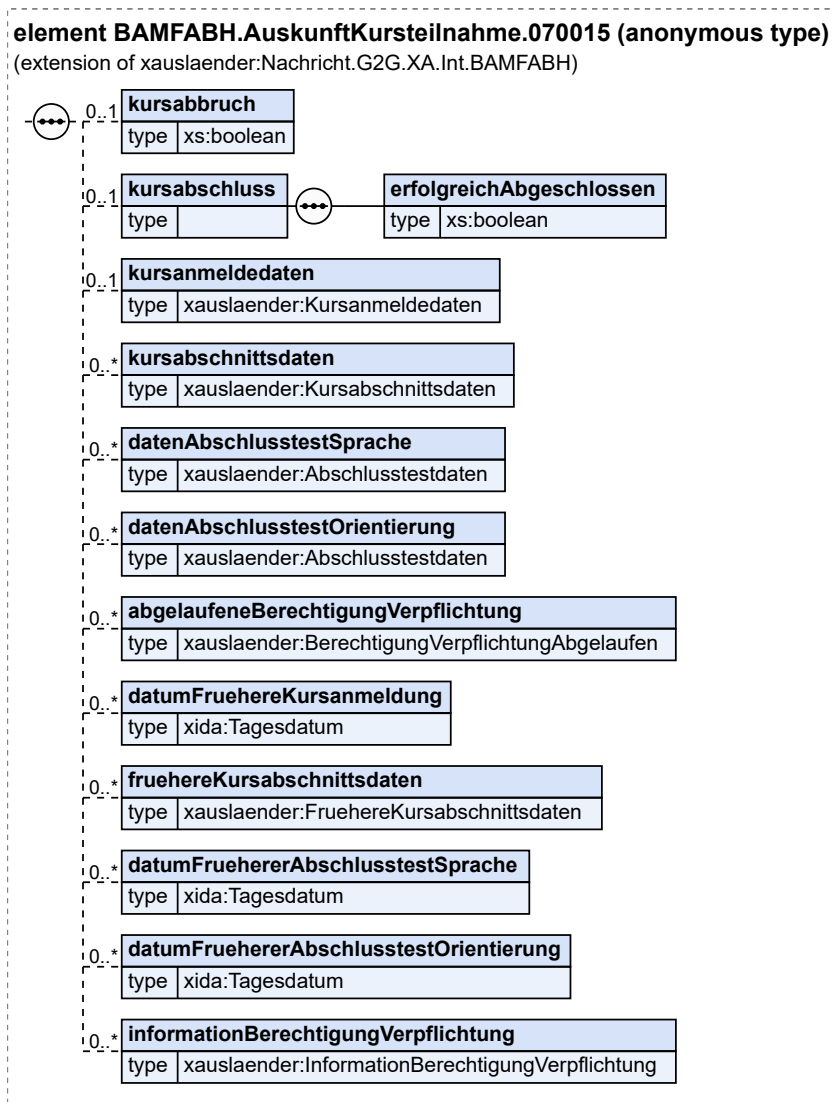 element BAMFABH.AuskunftKursteilnahme.070015 (anonymous type)
(extension of xauslaender:Nachricht.G2G.XA.Int.BAMFABH)
0..1 kursabbruch
type xs:boolean
0..1 kursabschluss erfolgreichAbgeschlossen
type type xs:boolean
0..1 kursanmeldedaten
type xauslaender:Kursanmeldedaten
0..* kursabschnittsdaten
type xauslaender:Kursabschnittsdaten
0..* datenAbschlusstestSprache
type xauslaender:Abschlusstestdaten
0..* datenAbschlusstestOrientierung
type xauslaender:Abschlusstestdaten
0..* abgelaufeneBerechtigungVerpflichtung
type xauslaender:BerechtigungVerpflichtungAbgelaufen
0..* datumFruehereKursanmeldung
type xida:Tagesdatum
0..* fruehereKursabschnittsdaten
type xauslaender:FruehereKursabschnittsdaten
0..* datumFruehererAbschlusstestSprache
type xida:Tagesdatum
0..* datumFruehererAbschlusstestOrientierung
type xida:Tagesdatum
0..* informationBerechtigungVerpflichtung
type xauslaender:InformationBerechtigungVerpflichtung